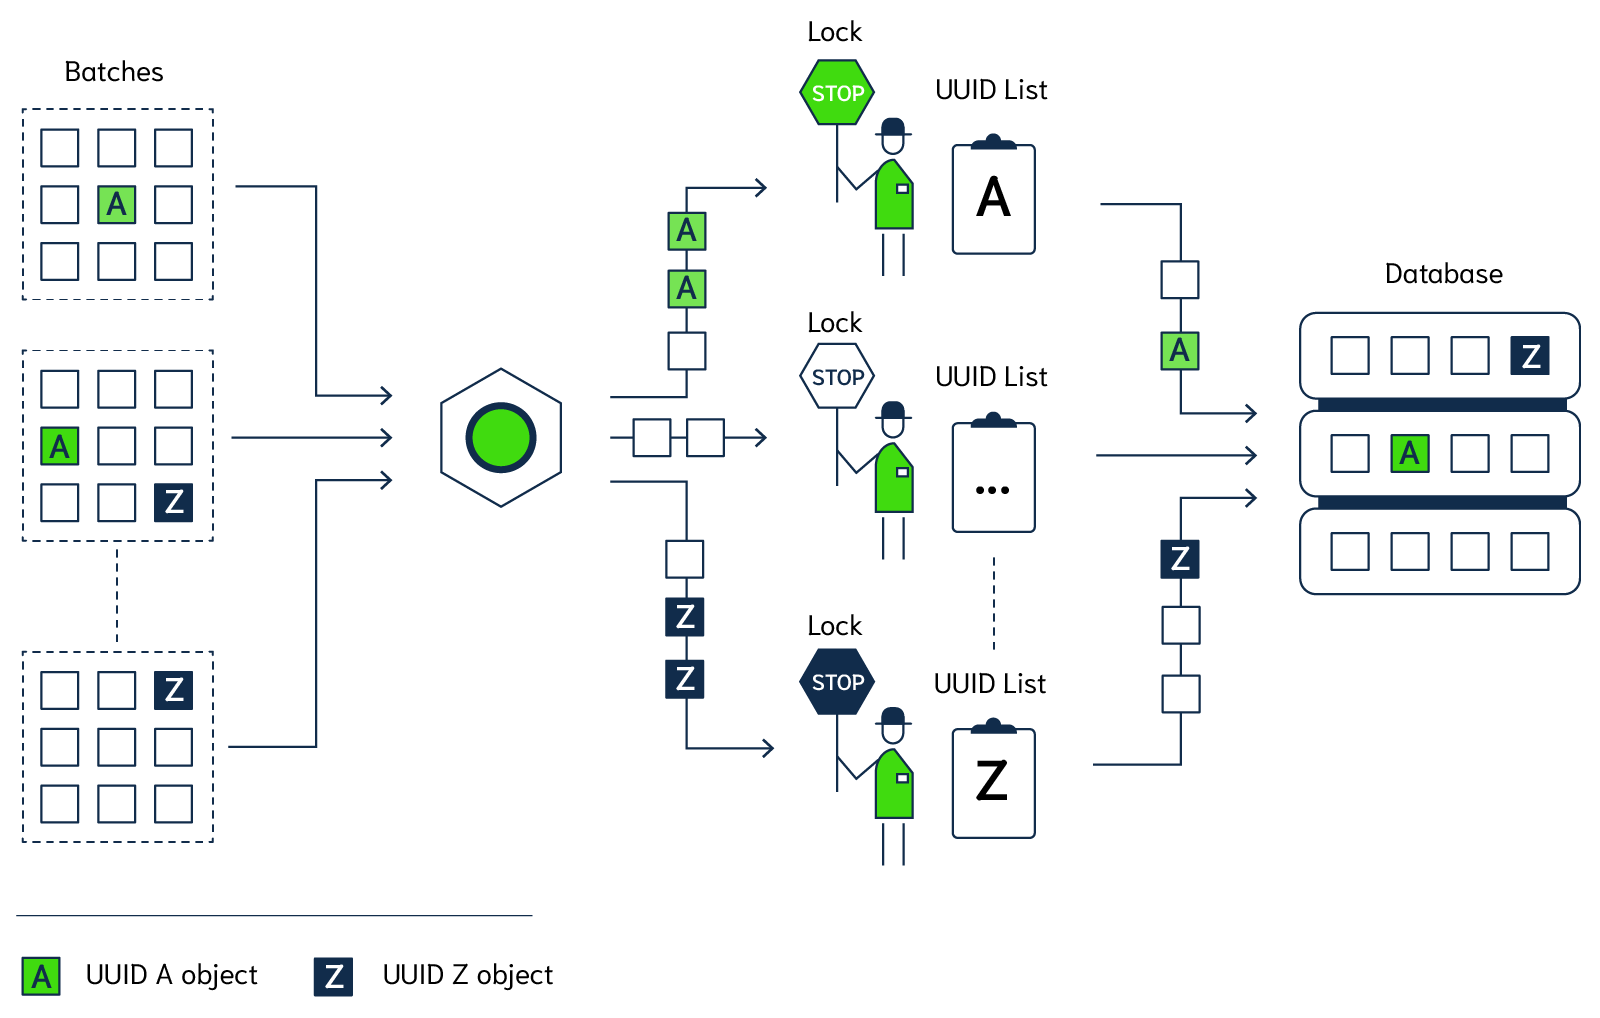 Batches
A
A
Z
Z
A
A
Z
Z
Lock
STOP
UUID List
A
Lock
STOP
UUID List
...
Lock
STOP
UUID List
Z
A
Z
Database
Z
A
A UUID A object
Z UUID Z object